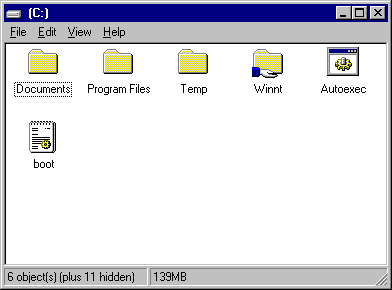 (C:)
File Edit View Help
Documents Program Files Temp Winnt Autoexec
boot
6 object(s) (plus 11 hidden) 139MB